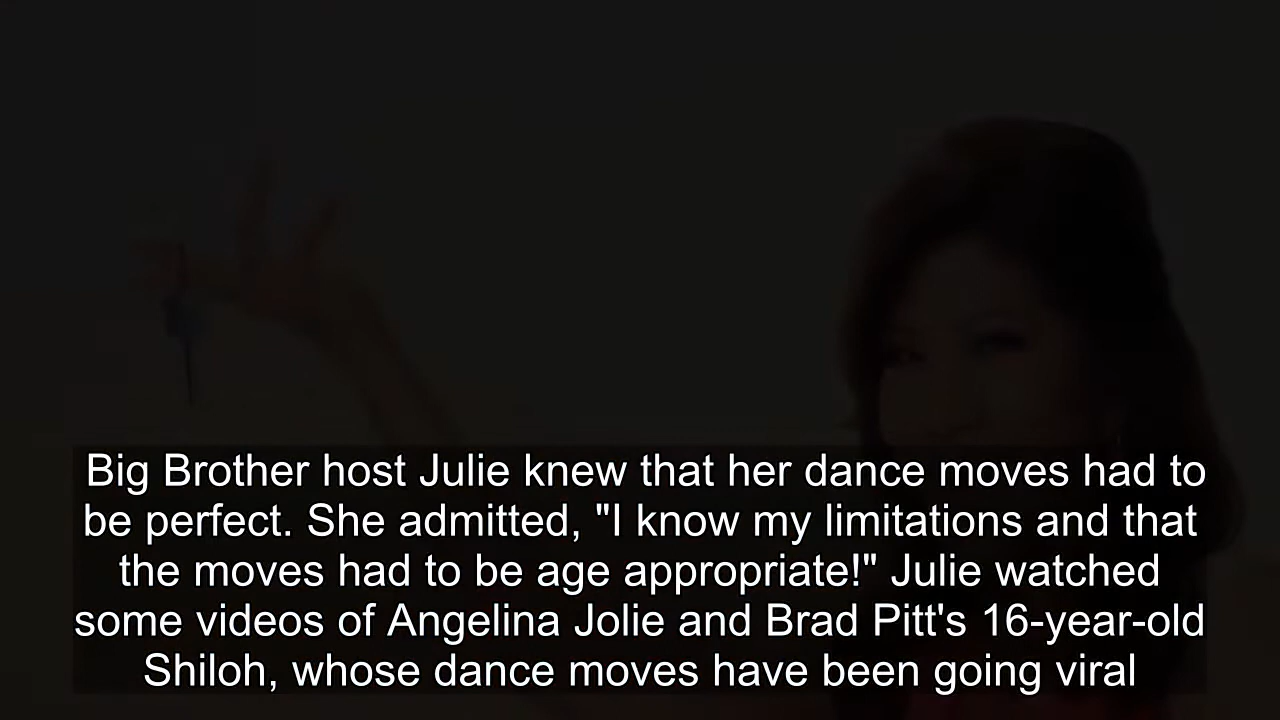 Big Brother host Julie knew that her dance moves had to
be perfect. She admitted, "I know my limitations and that
the moves had to be age appropriate!" Julie watched
some videos of Angelina Jolie and Brad Pitt's 16-year-old
Shiloh, whose dance moves have been going viral